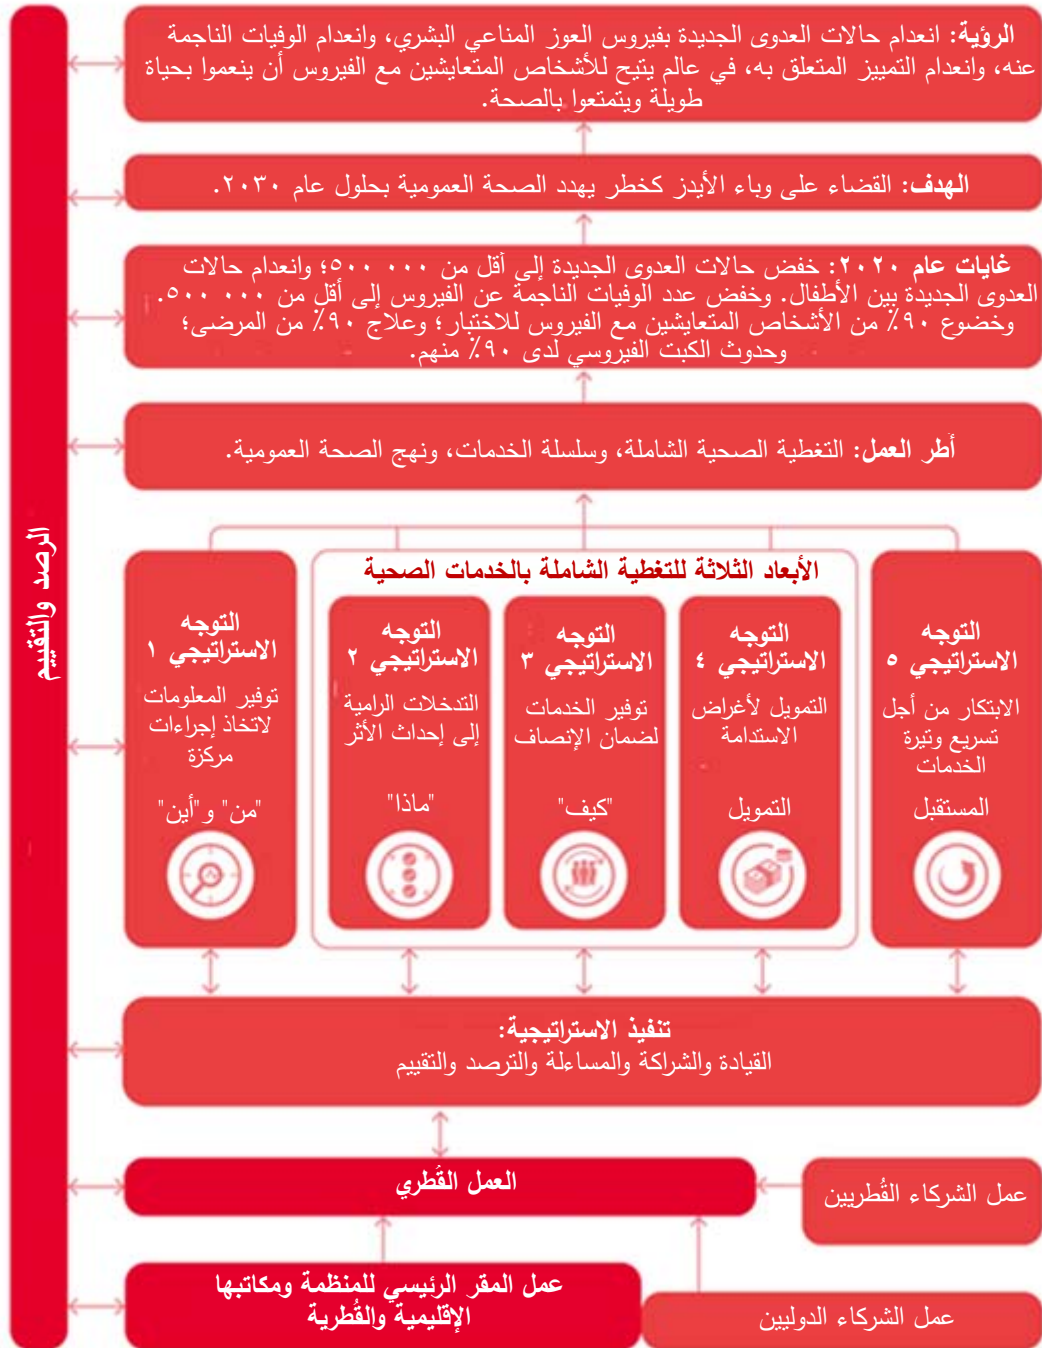 الرؤية: انعدام حالات العدوى الجديدة بفيروس العوز المناعي البشري، وانعدام الوفيات الناجمة
عنه، وانعدام التمييز المتعلق به، في عالم يتيح للأشخاص المتعايشين مع الفيروس أن ينعموا بحياة
طويلة ويتمتعوا بالصحة.
الهدف: القضاء على وباء الأيدز كخطر يهدد الصحة العمومية بحلول عام ٢٠٣٠.
غايات عام ٢٠٢٠: خفض حالات العدوى الجديدة إلى أقل من ٥٠٠ ٠٠٠؛ وانعدام حالات
العدوى الجديدة بين الأطفال. وخفض عدد الوفيات الناجمة عن الفيروس إلى أقل من ٥٠٠ ٠٠٠.
وخضوع ٩٠٪ من الأشخاص المتعايشين مع الفيروس للاختبار؛ وعلاج ٩٠٪ من المرضى؛
وحدوث الكبت الفيروسي لدى ٩٠٪ منهم.
أطر العمل: التغطية الصحية الشاملة، وسلسلة الخدمات، ونهج الصحة العمومية.
الرصد والتقييم
الأبعاد الثلاثة للتغطية الشاملة بالخدمات الصحية
التوجه
الاستراتيجي ١
توفير المعلومات
لاتخاذ إجراءات
مركزة
"من" و"أين"
التوجه
الاستراتيجي ٢
التدخلات الرامية
إلى إحداث الأثر
"ماذا"
التوجه
الاستراتيجي ٣
توفير الخدمات
لضمان الإنصاف
"كيف"
التوجه
الاستراتيجي ٤
التمويل لأغراض
الاستدامة
التمويل
التوجه
الاستراتيجي ٥
الابتكار من أجل
تسريع وتيرة
الخدمات
المستقبل
تنفيذ الاستراتيجية:
القيادة والشراكة والمساءلة والترصد والتقييم
العمل القُطري
عمل الشركاء القُطريين
عمل المقر الرئيسي للمنظمة ومكاتبها
الإقليمية والقُطرية
عمل الشركاء الدوليين